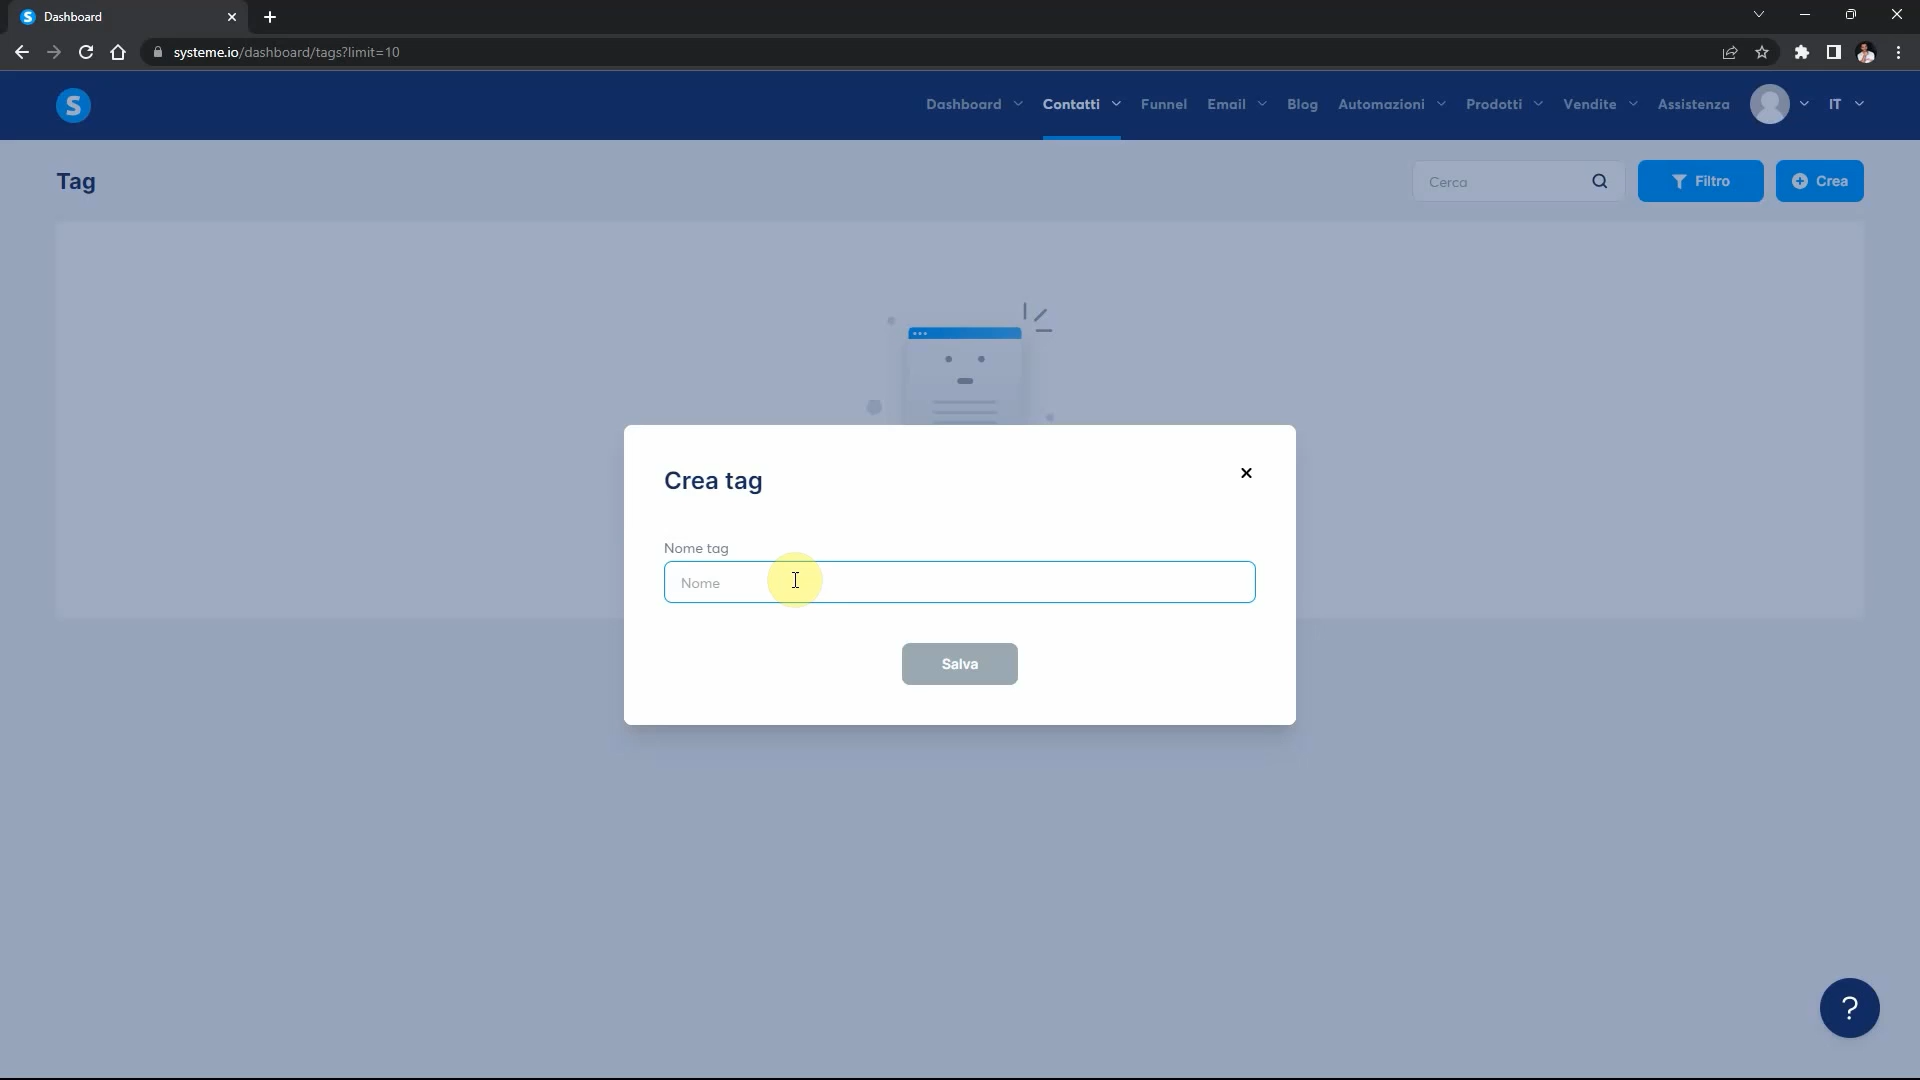 Dashboard
systeme.io/dashboard/tags?limit=10
S
Dashboard Contatti Funnel Email Blog Automazioni Prodotti Vendite Assistenza IT
Tag
Cerca
Filtro
Crea
Crea tag
Nome tag
Nome
Salva
?